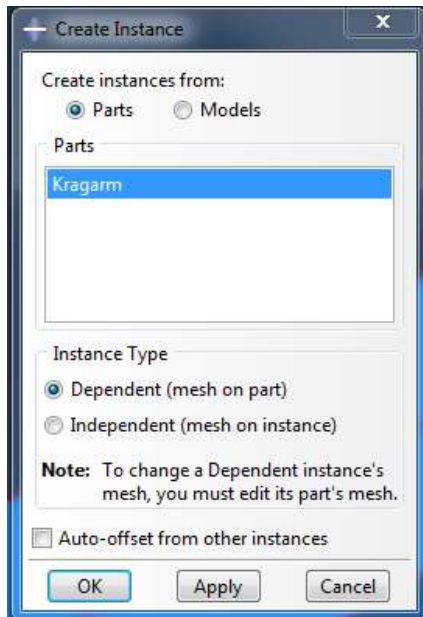 Create Instance
X
Create instances from:
Parts Models
Parts
Kragarm
Instance Type
Dependent (mesh on part)
Independent (mesh on instance)
Note: To change a Dependent instance's
mesh, you must edit its part's mesh.
Auto-offset from other instances
OK Apply Cancel